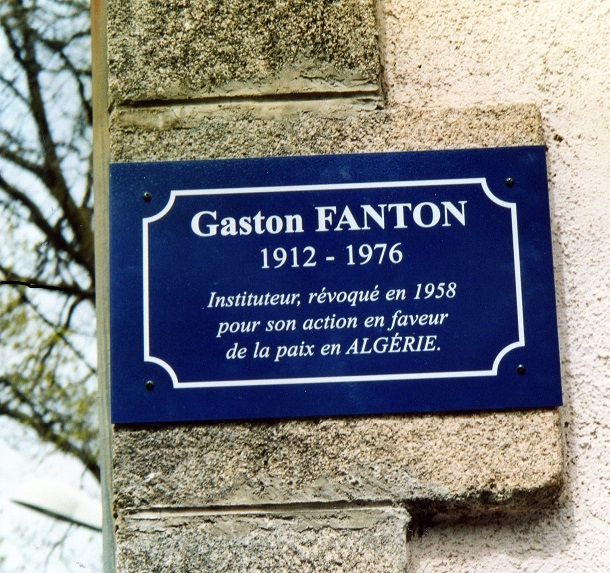 Gaston FANTON
1912 - 1976
Instituteur, révoqué en 1958
pour son action en faveur
de la paix en ALGÉRIE.